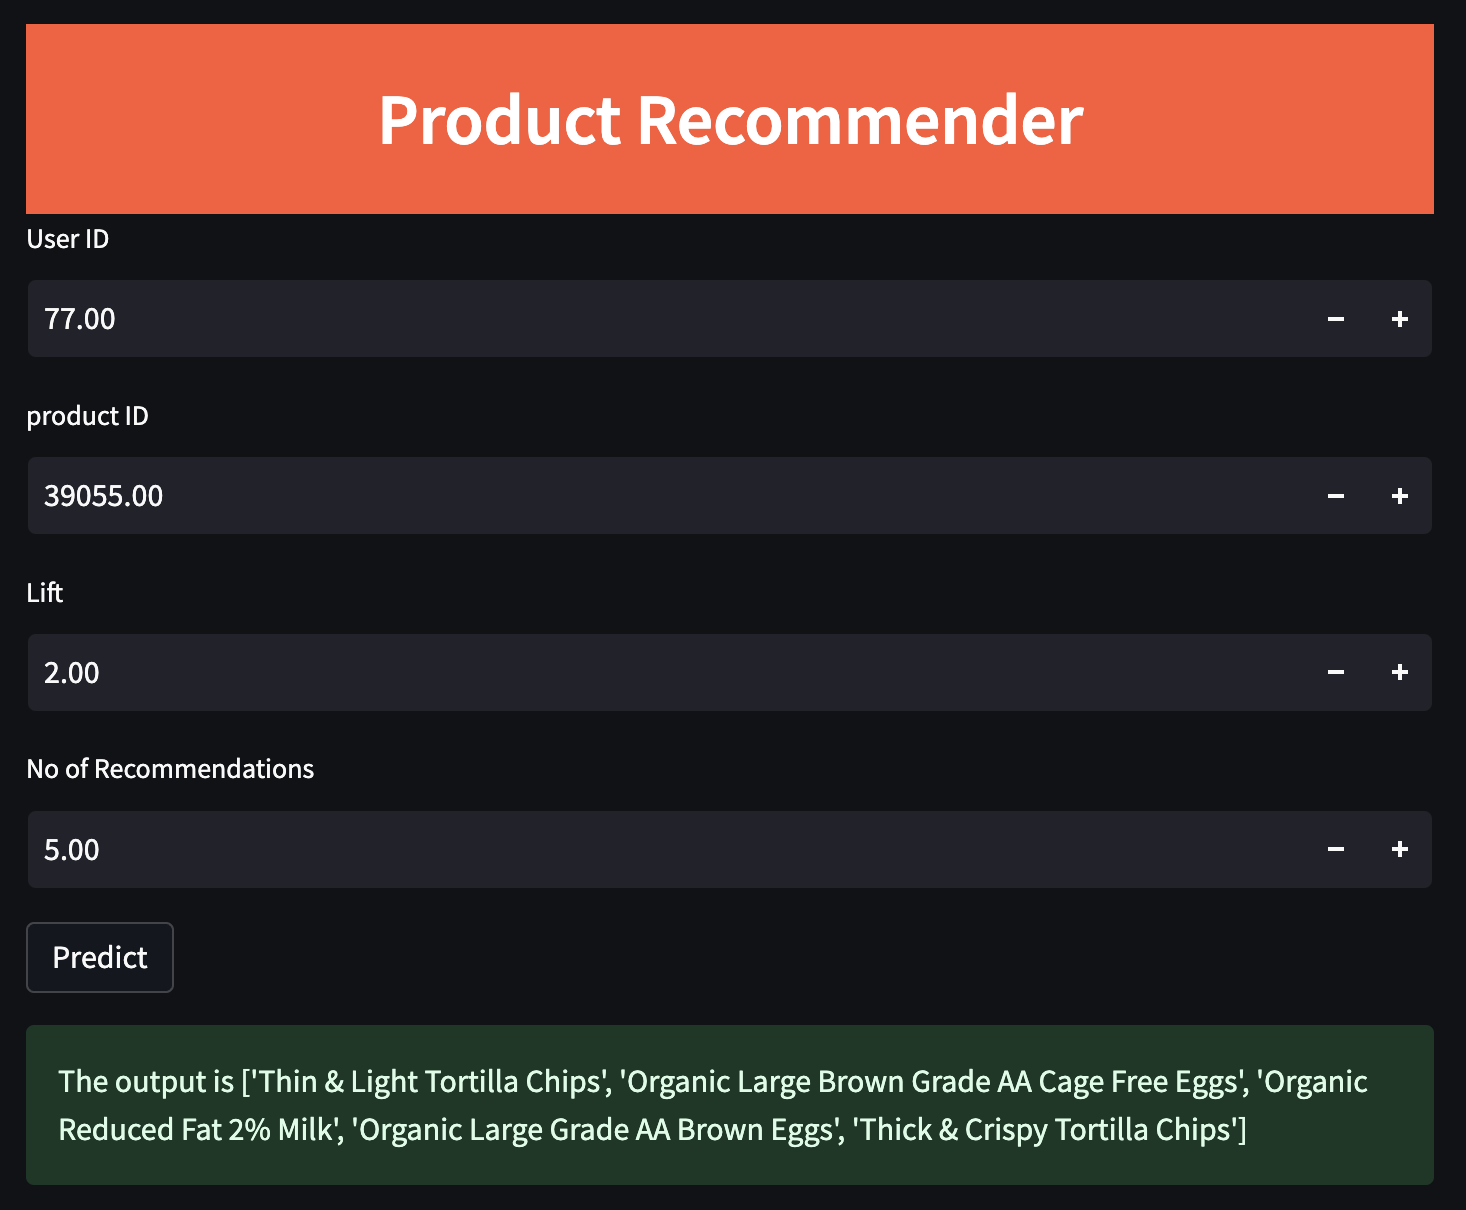 Product Recommender
User ID
77.00
product ID
39055.00
Lift
2.00
No of Recommendations
5.00
Predict
The output is ['Thin & Light Tortilla Chips', 'Organic Large Brown Grade AA Cage Free Eggs', 'Organic
Reduced Fat 2% Milk', 'Organic Large Grade AA Brown Eggs', 'Thick & Crispy Tortilla Chips']